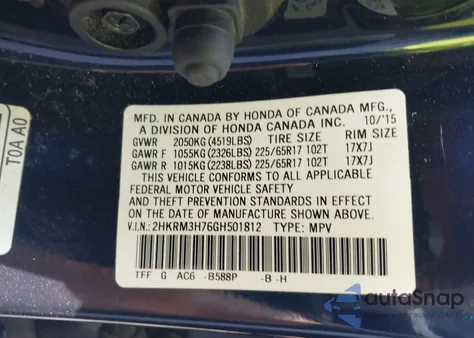 MFD. IN CANADA BY HONDA OF CANADA MFG.,
A DIVISION OF HONDA CANADA INC. 10/'15
GVWR 2050KG (4519LBS) TIRE SIZE RIM SIZE
GAWR F 1055KG (2326LBS) 225/65R17 102T 17X7J
GAWR R 1015KG (2238LBS) 225/65R17 102T 17X7J
THIS VEHICLE CONFORMS TO ALL APPLICABLE
FEDERAL MOTOR VEHICLE SAFETY
AND THEFT PREVENTION STANDARDS IN EFFECT
ON THE DATE OF MANUFACTURE SHOWN ABOVE.
V.I.N.: 2HKRM3H76GH501812 TYPE: MPV
TFF G AC6 -B588P -B -H
T0A A0
autoSnap